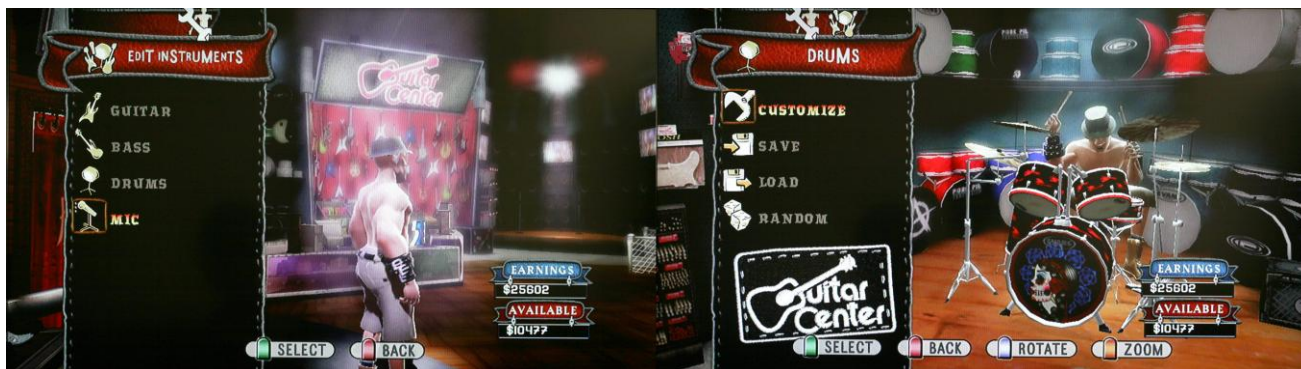 EDIT INSTRUMENTS
GUITAR
BASS
DRUMS
MIC
Guitar
Center
EARNINGS
$25602
AVAILABLE
$10477
SELECT
BACK
DRUMS
CUSTOMIZE
SAVE
LOAD
RANDOM
Guitar
Center
EARNINGS
$25602
AVAILABLE
$10477
SELECT
BACK
ROTATE
ZOOM